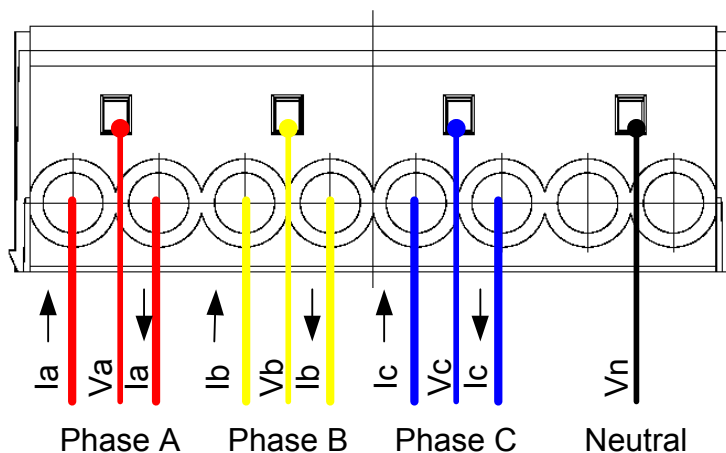 Ia
Va
Ia
Ib
Vb
Ib
Ic
Vc
Ic
Vn
Phase A
Phase B
Phase C
Neutral